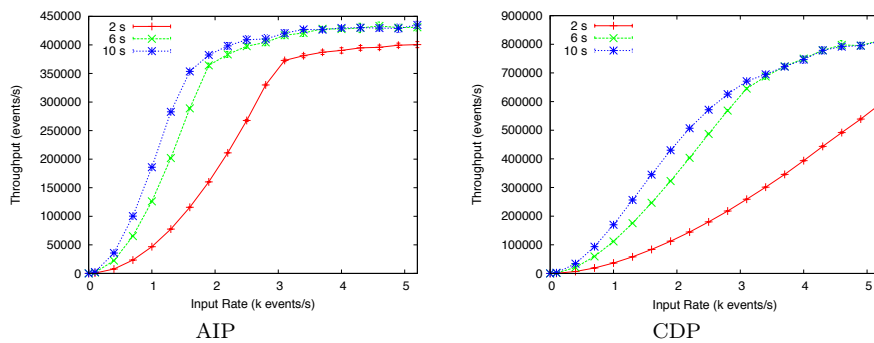 450000
400000
350000
300000
250000
200000
150000
100000
50000
0
Throughput (events/s)
2 s
6 s
10 s
0 1 2 3 4 5
Input Rate (k events/s)
AIP
900000
800000
700000
600000
500000
400000
300000
200000
100000
0
Throughput (events/s)
2 s
6 s
10 s
0 1 2 3 4 5
Input Rate (k events/s)
CDP